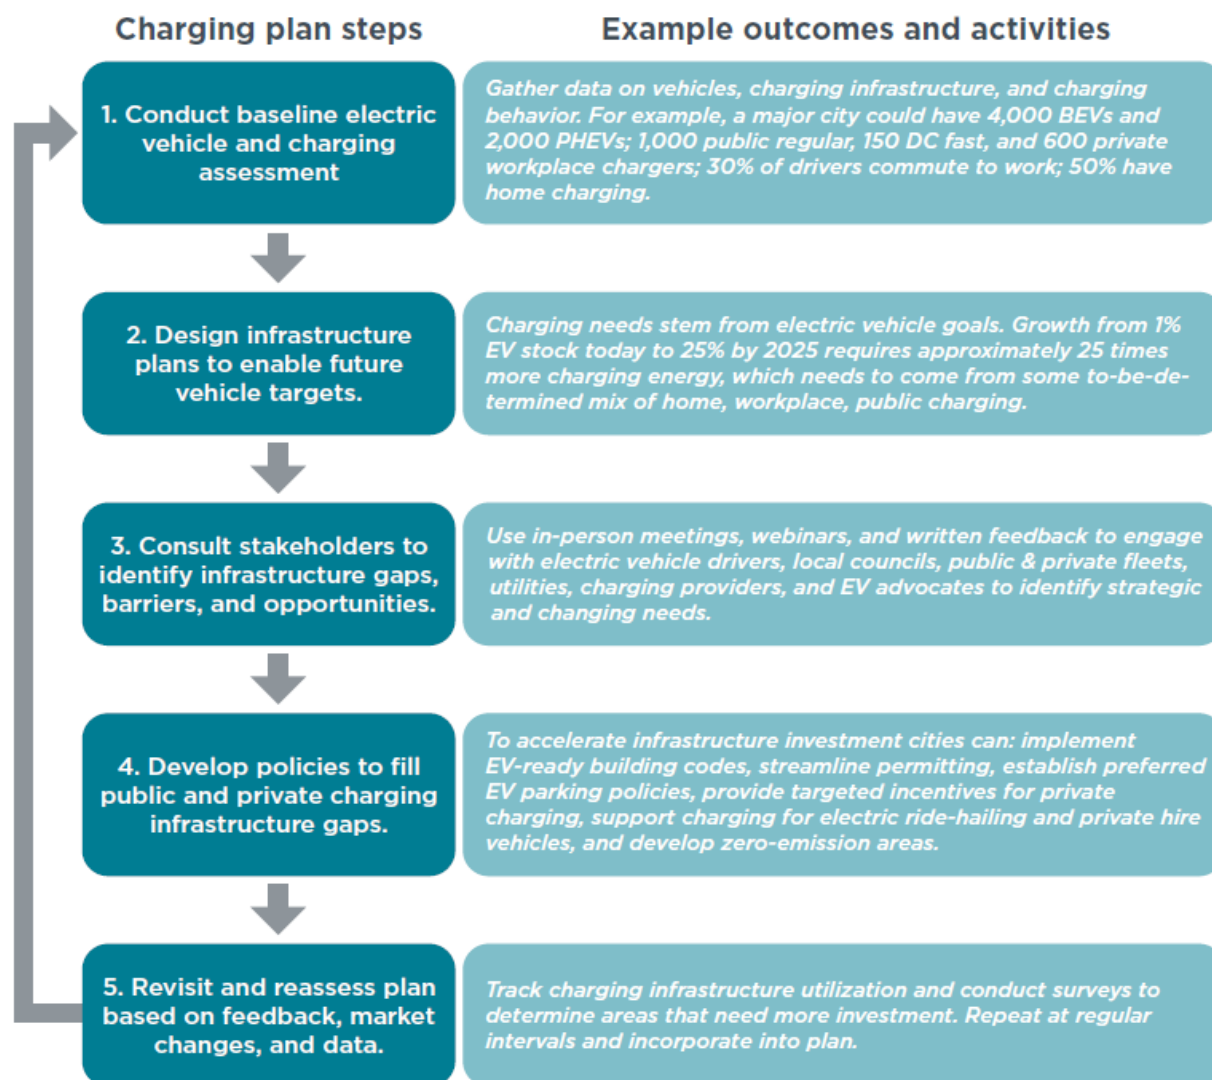 Charging plan steps
Example outcomes and activities
1. Conduct baseline electric
vehicle and charging
assessment
Gather data on vehicles, charging infrastructure, and charging
behavior. For example, a major city could have 4,000 BEVs and
2,000 PHEVs; 1,000 public regular, 150 DC fast, and 600 private
workplace chargers; 30% of drivers commute to work; 50% have
home charging.
2. Design infrastructure
plans to enable future
vehicle targets.
Charging needs stem from electric vehicle goals. Growth from 1%
EV stock today to 25% by 2025 requires approximately 25 times
more charging energy, which needs to come from some to-be-de-
termined mix of home, workplace, public charging.
3. Consult stakeholders to
identify infrastructure gaps,
barriers, and opportunities.
Use in-person meetings, webinars, and written feedback to engage
with electric vehicle drivers, local councils, public & private fleets,
utilities, charging providers, and EV advocates to identify strategic
and changing needs.
4. Develop policies to fill
public and private charging
infrastructure gaps.
To accelerate infrastructure investment cities can: implement
EV-ready building codes, streamline permitting, establish preferred
EV parking policies, provide targeted incentives for private
charging, support charging for electric ride-hailing and private hire
vehicles, and develop zero-emission areas.
5. Revisit and reassess plan
based on feedback, market
changes, and data.
Track charging infrastructure utilization and conduct surveys to
determine areas that need more investment. Repeat at regular
intervals and incorporate into plan.